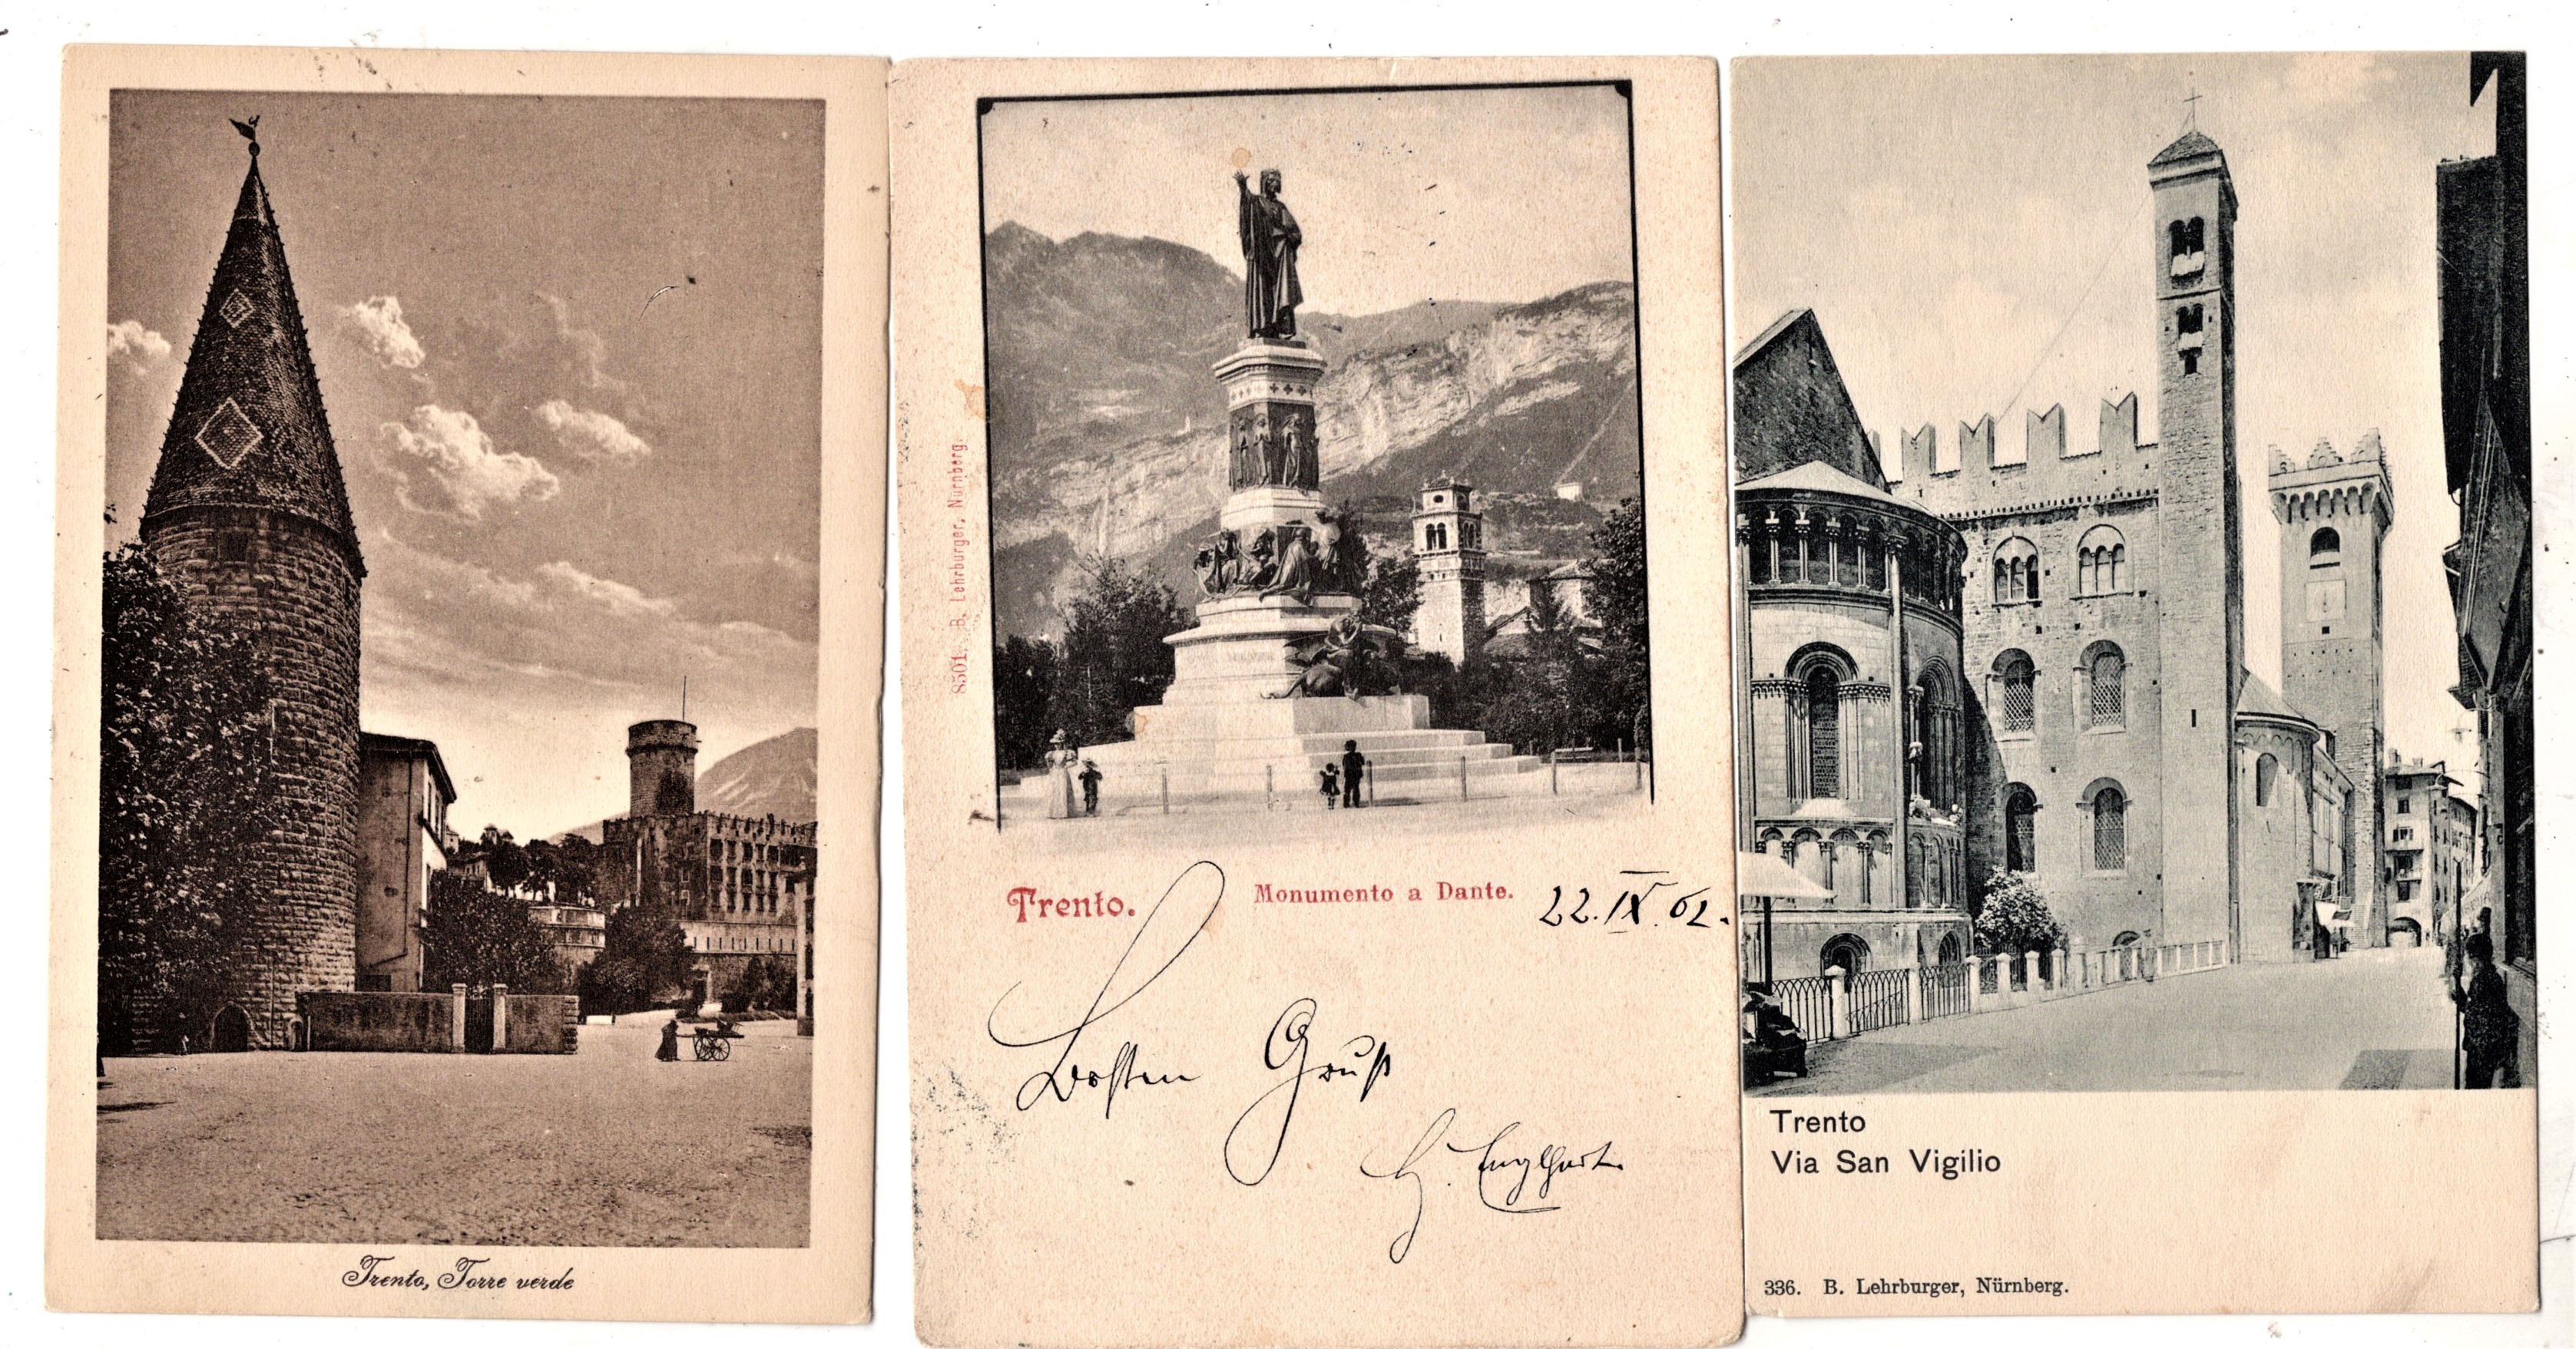 Trento, Torre verde
8501. B. Lehrburger, Nürnberg.
Trento. Monumento a Dante. 22.IX.02.
Besten Gruß
H. Englhart.
Trento
Via San Vigilio
336. B. Lehrburger, Nürnberg.